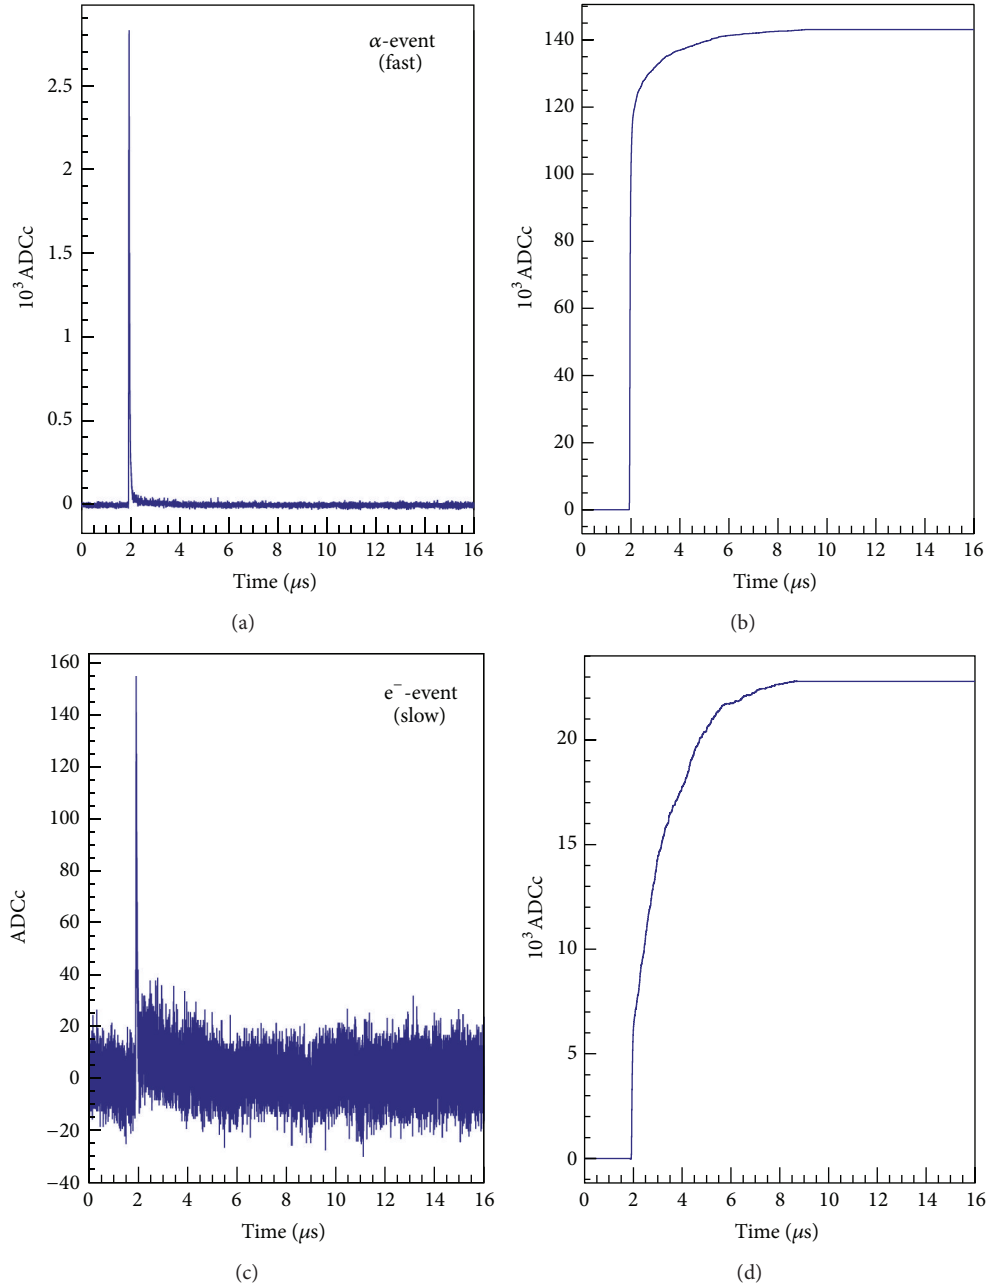 α-event
(fast)
10³ ADCc
2.5
2
1.5
1
0.5
0
0 2 4 6 8 10 12 14 16
Time (μs)
(a)
10³ ADCc
140
120
100
80
60
40
20
0
0 2 4 6 8 10 12 14 16
Time (μs)
(b)
e⁻-event
(slow)
ADCc
160
140
120
100
80
60
40
20
0
−20
−40
0 2 4 6 8 10 12 14 16
Time (μs)
(c)
10³ ADCc
20
15
10
5
0
0 2 4 6 8 10 12 14 16
Time (μs)
(d)